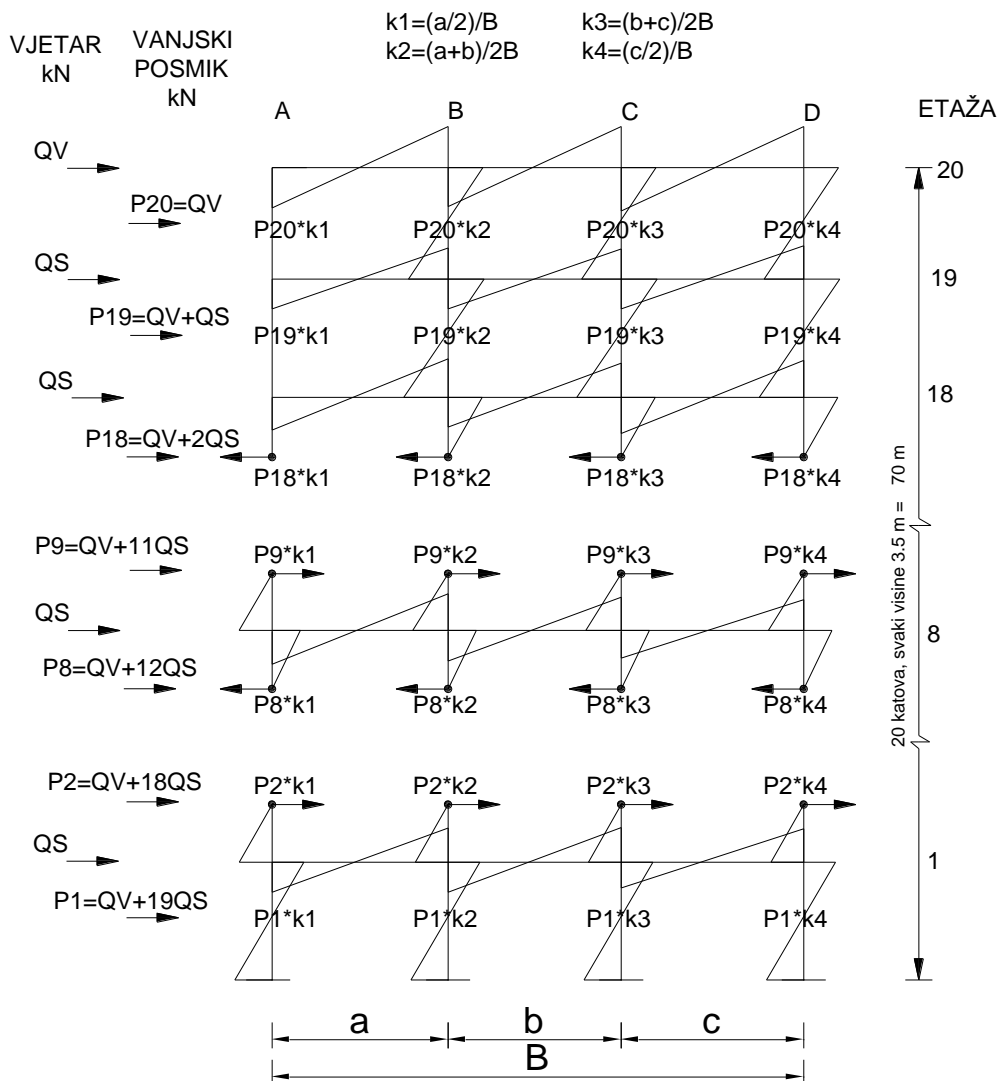 k1=(a/2)/B
k3=(b+c)/2B
k2=(a+b)/2B
k4=(c/2)/B
VJETAR
kN
VANJSKI
POSMIK
kN
A
B
C
D
ETAŽA
QV
20
P20=QV
P20*k1
P20*k2
P20*k3
P20*k4
QS
19
P19=QV+QS
P19*k1
P19*k2
P19*k3
P19*k4
QS
18
P18=QV+2QS
P18*k1
P18*k2
P18*k3
P18*k4
P9=QV+11QS
P9*k1
P9*k2
P9*k3
P9*k4
QS
8
P8=QV+12QS
P8*k1
P8*k2
P8*k3
P8*k4
20 katova, svaki visine 3.5 m = 70 m
P2=QV+18QS
P2*k1
P2*k2
P2*k3
P2*k4
QS
1
P1=QV+19QS
P1*k1
P1*k2
P1*k3
P1*k4
a
b
c
B